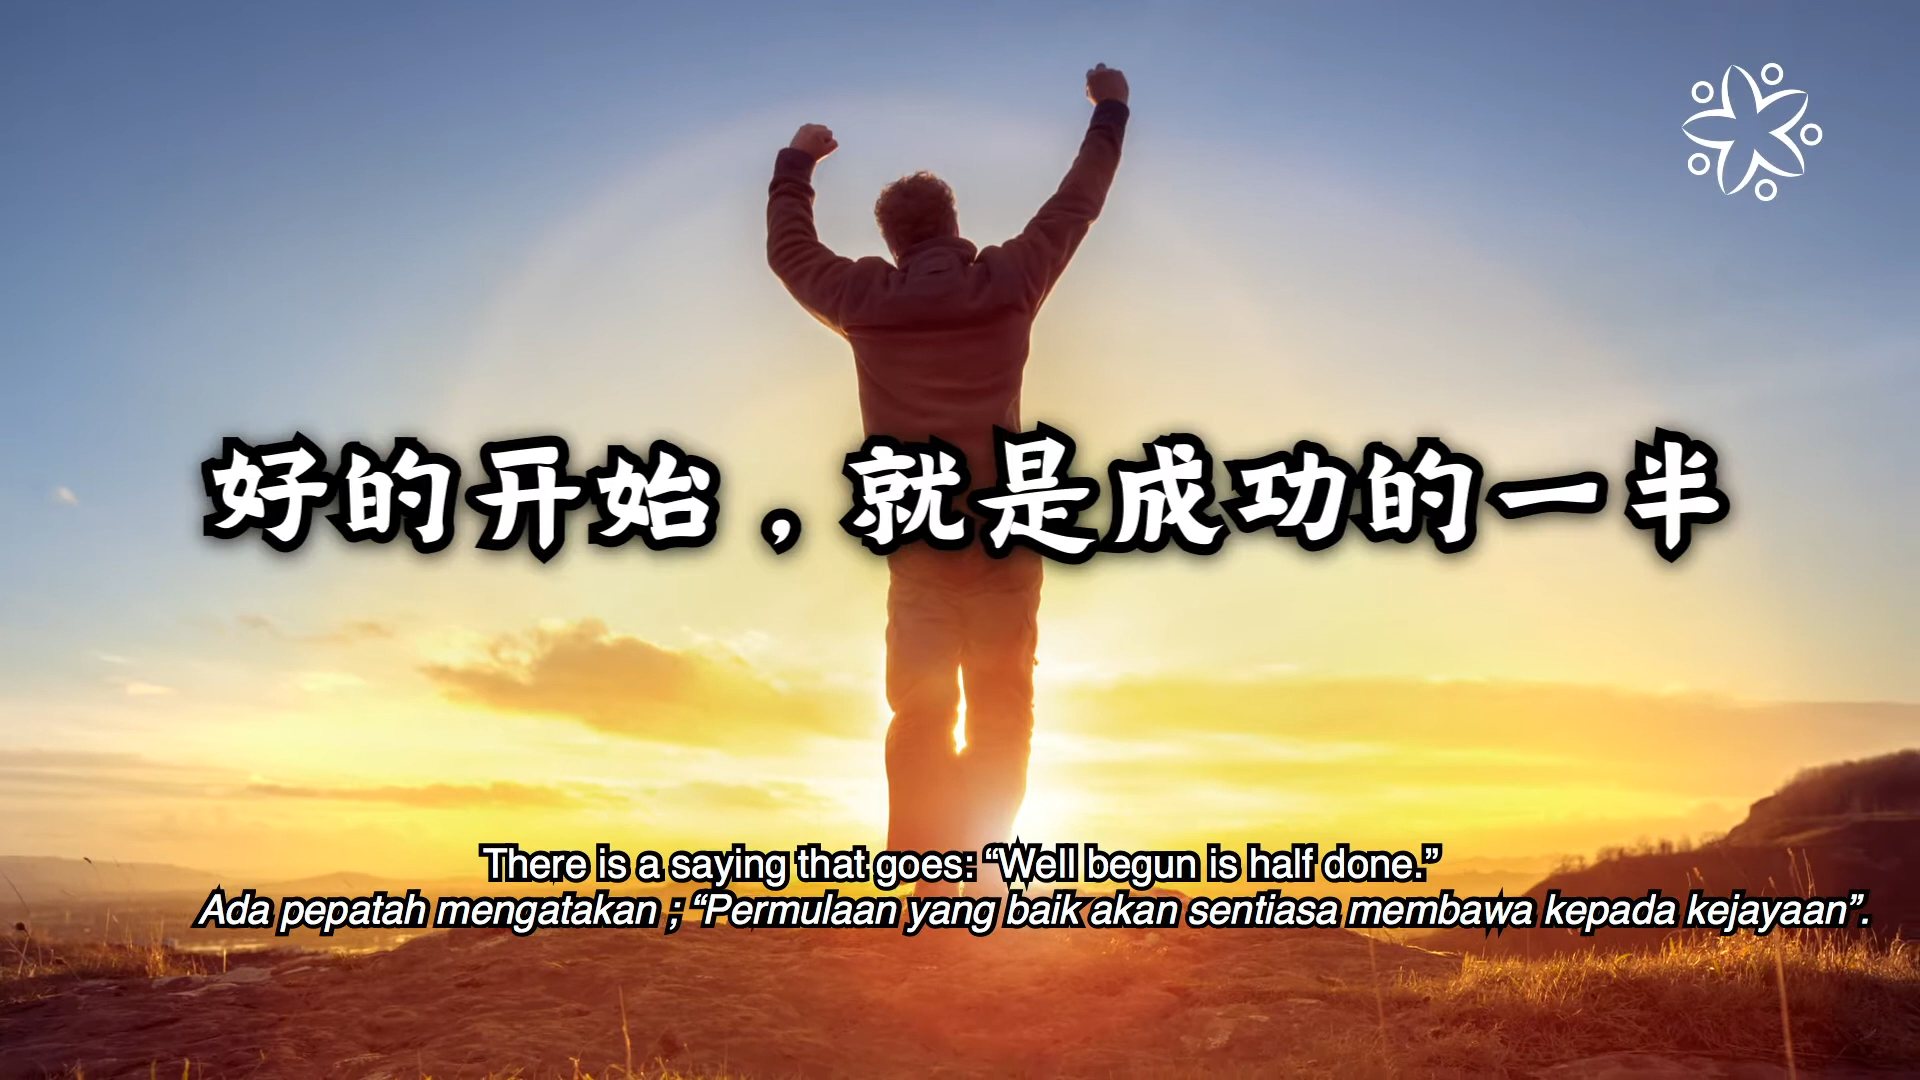 好的开始，就是成功的一半
There is a saying that goes: “Well begun is half done.”
Ada pepatah mengatakan ; “Permulaan yang baik akan sentiasa membawa kepada kejayaan”.